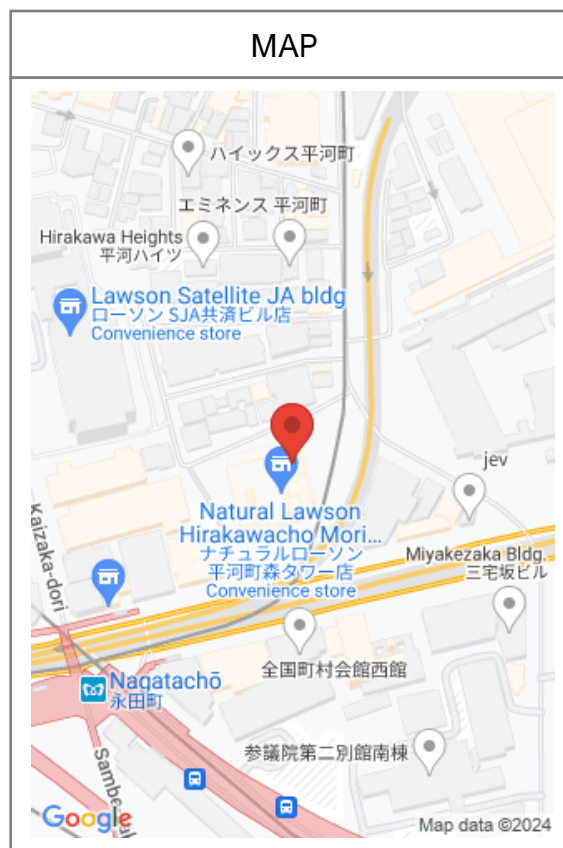 MAP
ハイックス平河町
エミネンス 平河町
Hirakawa Heights
平河ハイツ
Lawson Satellite JA bldg
ローソン SJA共済ビル店
Convenience store
jev
Natural Lawson
Hirakawacho Mori...
ナチュラルローソン
平河町森タワー店
Convenience store
Kaizaka-dori
Miyakezaka Bldg.
三宅坂ビル
全国町村会館西館
Nagatachō
永田町
参議院第二別館南棟
Google
Map data ©2024